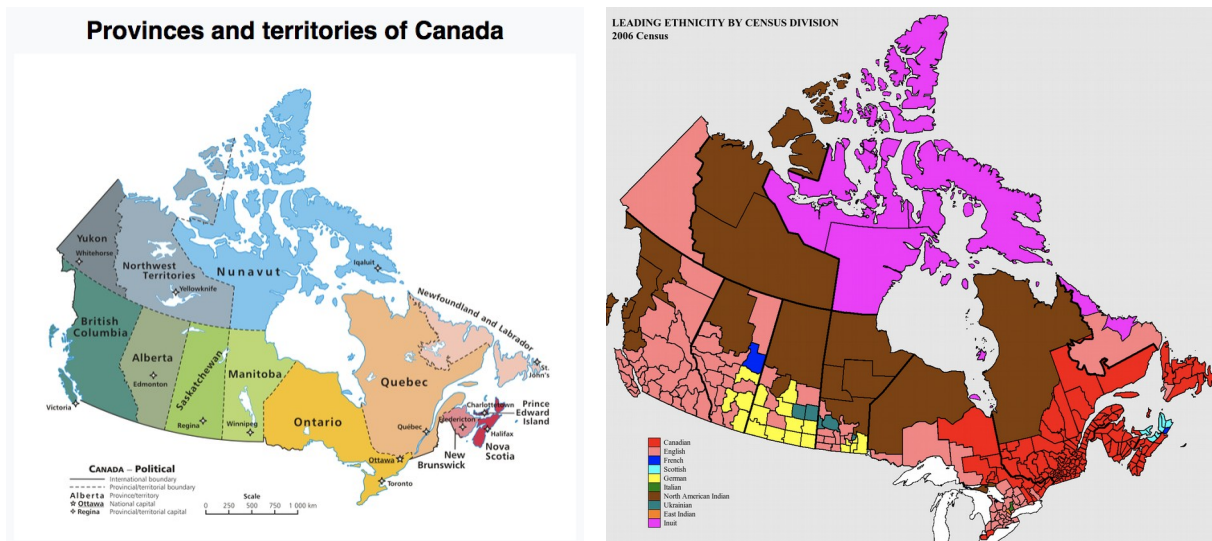 Provinces and territories of Canada
Yukon
Whitehorse
Northwest
Territories
Yellowknife
Nunavut
Iqaluit
British
Columbia
Victoria
Alberta
Edmonton
Saskatchewan
Regina
Manitoba
Winnipeg
Ontario
Ottawa
Toronto
Quebec
Québec
Newfoundland and Labrador
St.
John's
Charlottetown
Prince
Edward
Island
Fredericton
Halifax
New
Brunswick
Nova
Scotia
CANADA – Political
International boundary
Provincial/territorial boundary
Alberta Province/territory
Ottawa National capital
Regina Provincial/territorial capital
Scale
0 250 500 750 1 000 km
LEADING ETHNICITY BY CENSUS DIVISION
2006 Census
Canadian
English
French
Scottish
German
Italian
North American Indian
Ukrainian
East Indian
Inuit